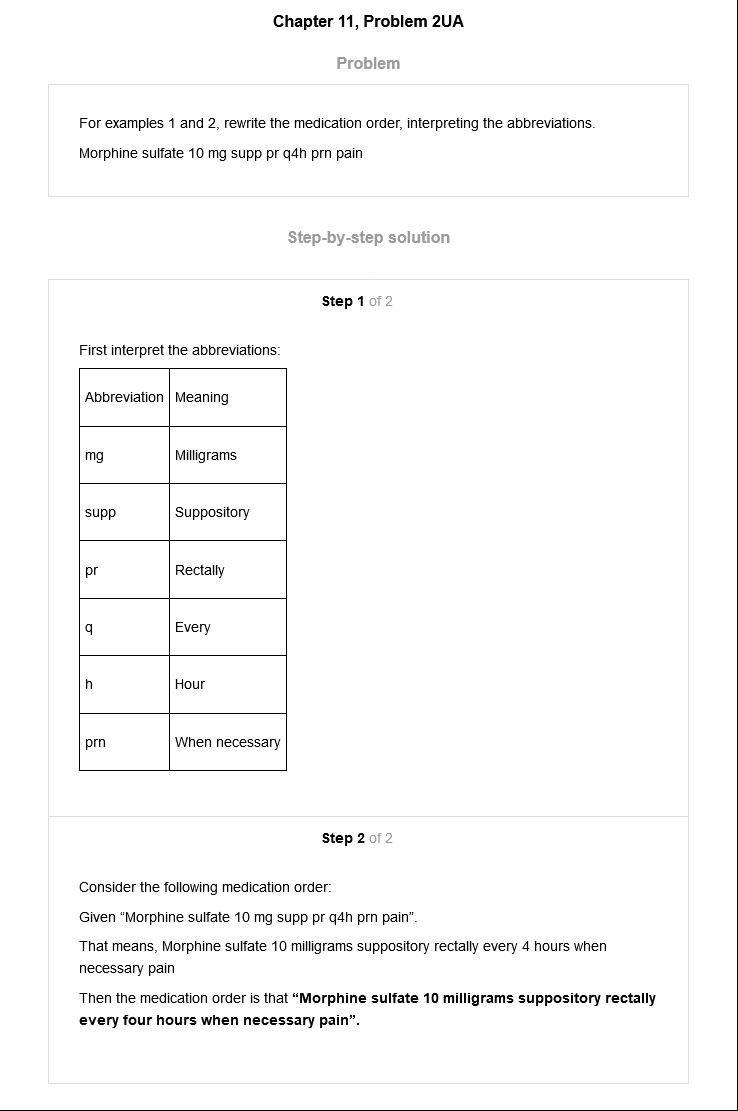 Chapter 11, Problem 2UA
Problem
For examples 1 and 2, rewrite the medication order, interpreting the abbreviations.
Morphine sulfate 10 mg supp pr q4h prn pain
Step-by-step solution
Step 1 of 2
First interpret the abbreviations:
Abbreviation Meaning
mg Milligrams
supp Suppository
pr Rectally
q Every
h Hour
prn When necessary
Step 2 of 2
Consider the following medication order:
Given “Morphine sulfate 10 mg supp pr q4h prn pain”.
That means, Morphine sulfate 10 milligrams suppository rectally every 4 hours when
necessary pain
Then the medication order is that “Morphine sulfate 10 milligrams suppository rectally
every four hours when necessary pain”.